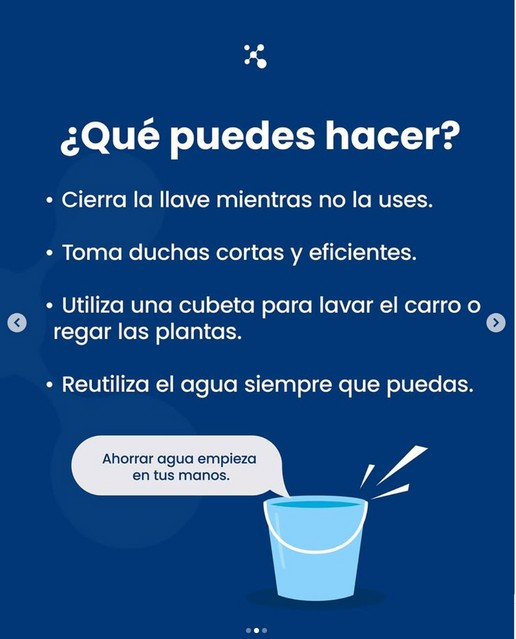 ¿Qué puedes hacer?
• Cierra la llave mientras no la uses.
• Toma duchas cortas y eficientes.
• Utiliza una cubeta para lavar el carro o
regar las plantas.
• Reutiliza el agua siempre que puedas.
Ahorrar agua empieza
en tus manos.